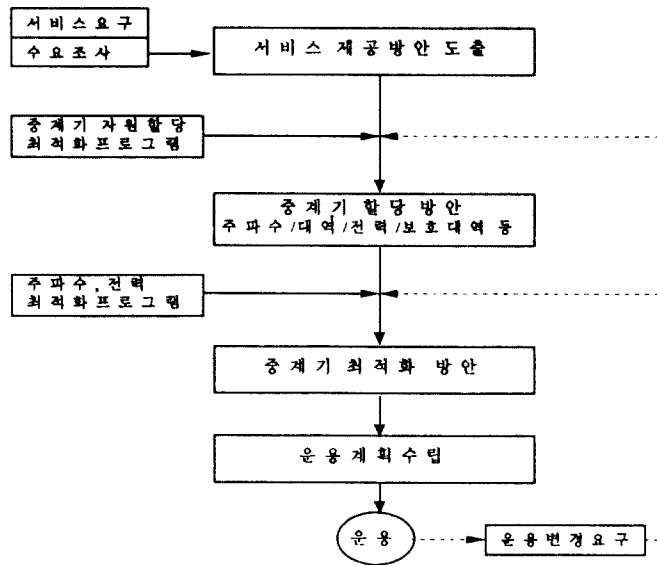 서비스요구
수요조사
서비스 제공방안 도출
중계기 자원할당
최적화프로그램
중계기 할당 방안
주파수/대역/전력/보호대역 등
주파수, 전력
최적화프로그램
중계기 최적화 방안
운용계획수립
운용
운용변경요구